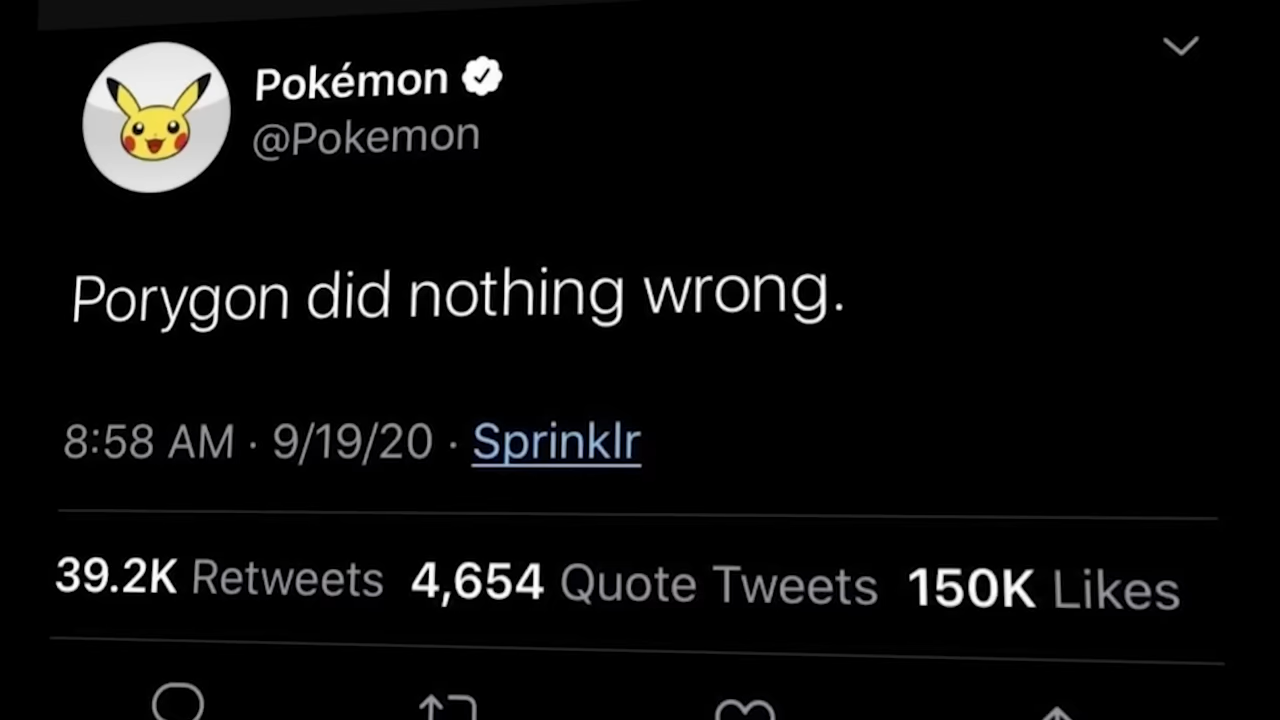 Pokémon
@Pokemon
Porygon did nothing wrong.
8:58 AM · 9/19/20 · Sprinklr
39.2K Retweets 4,654 Quote Tweets 150K Likes